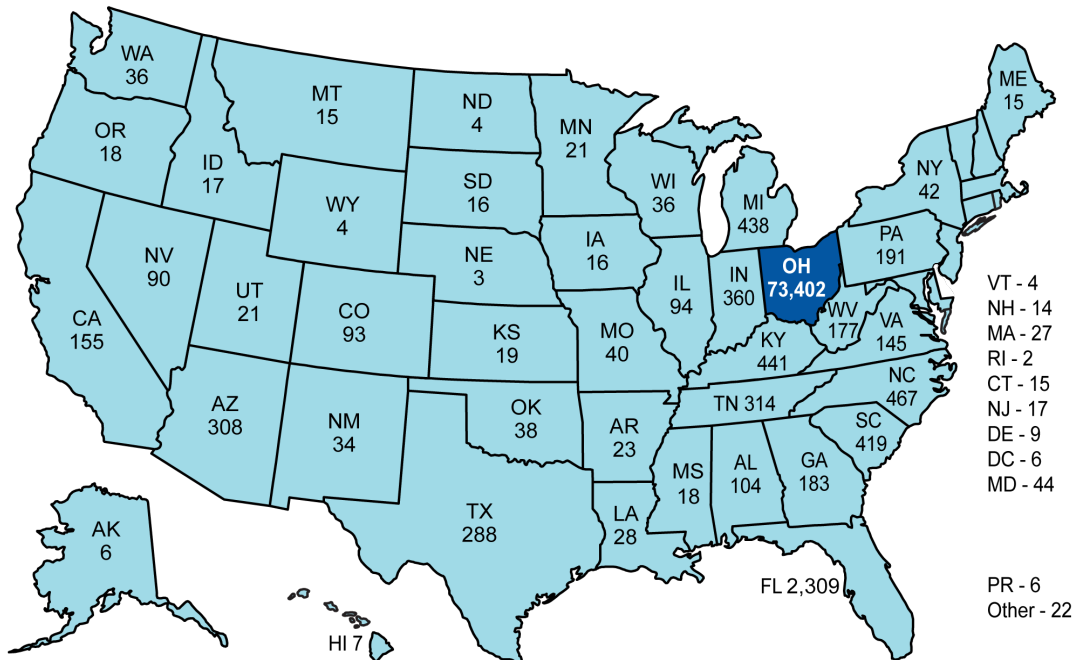 WA
36
OR
18
CA
155
NV
90
ID
17
MT
15
WY
4
UT
21
AZ
308
CO
93
NM
34
ND
4
SD
16
NE
3
KS
19
OK
38
TX
288
MN
21
IA
16
MO
40
AR
23
LA
28
WI
36
IL
94
MI
438
IN
360
OH
73,402
KY
441
TN 314
MS
18
AL
104
GA
183
FL 2,309
SC
419
NC
467
VA
145
WV
177
PA
191
NY
42
ME
15
VT - 4
NH - 14
MA - 27
RI - 2
CT - 15
NJ - 17
DE - 9
DC - 6
MD - 44
PR - 6
Other - 22
AK
6
HI 7